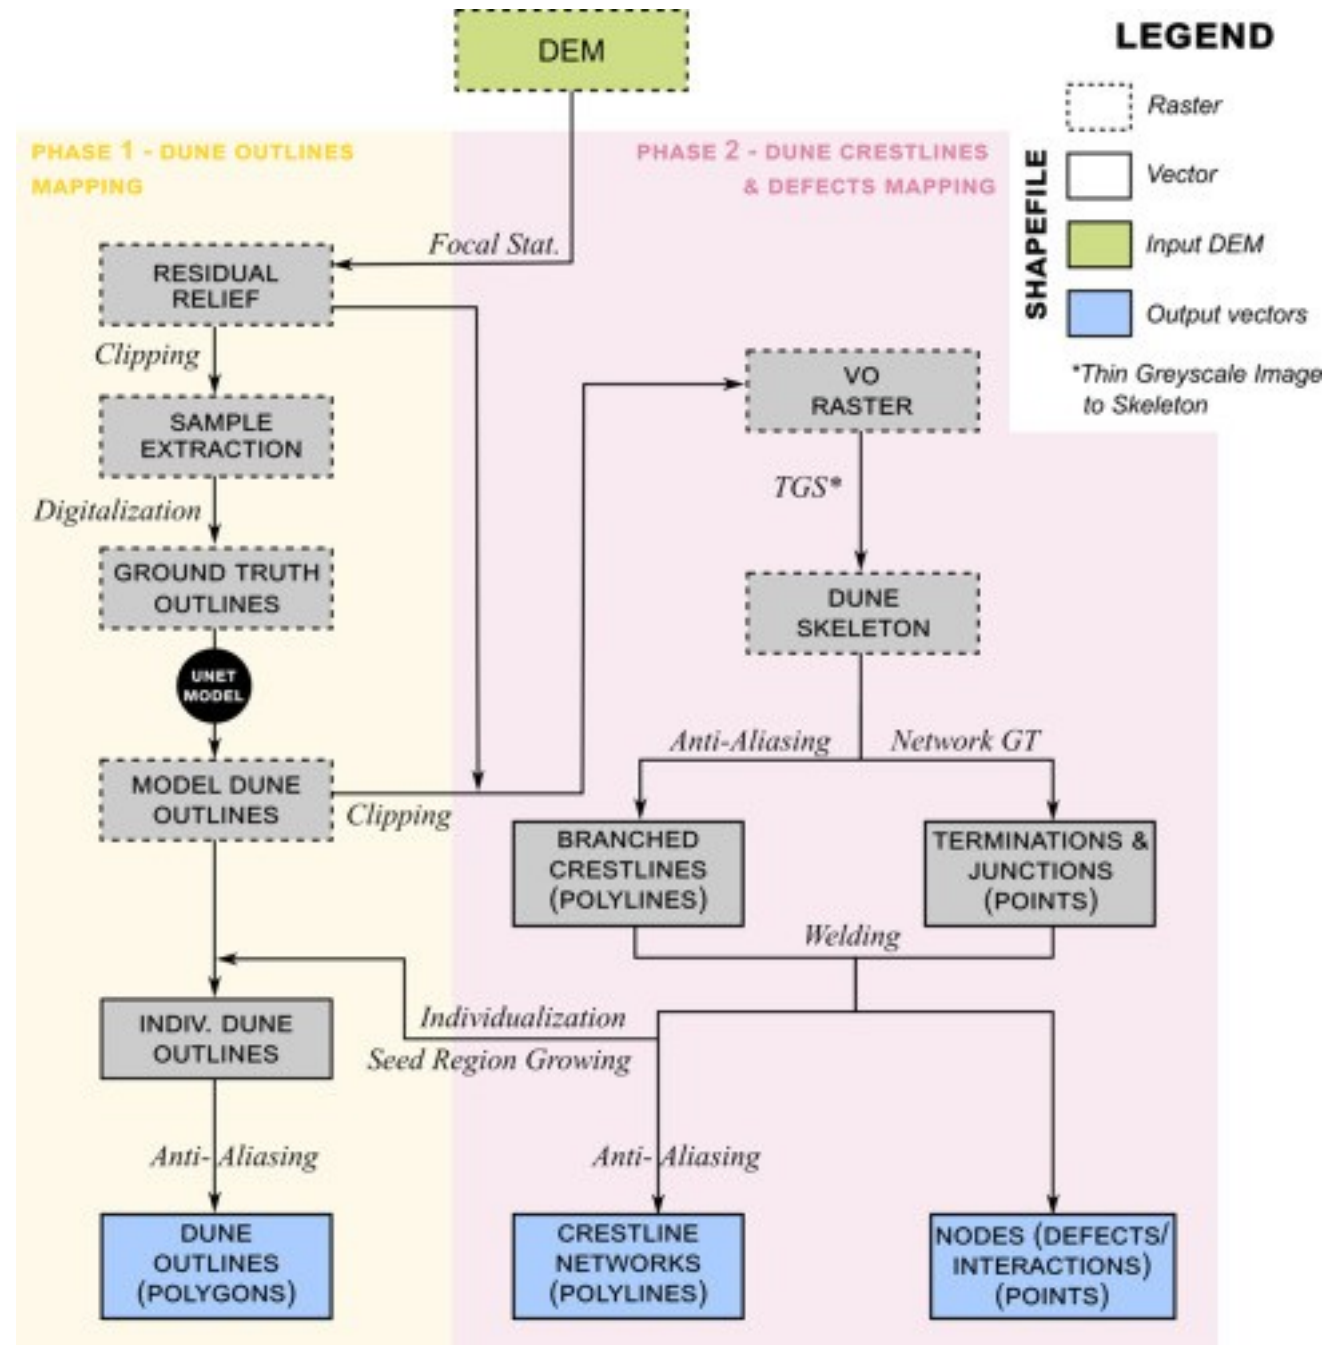 DEM
LEGEND
Raster
Vector
Input DEM
Output vectors
SHAPEFILE
*Thin Greyscale Image
to Skeleton
PHASE 1 - DUNE OUTLINES
MAPPING
PHASE 2 - DUNE CRESTLINES
& DEFECTS MAPPING
Focal Stat.
RESIDUAL
RELIEF
Clipping
SAMPLE
EXTRACTION
Digitalization
GROUND TRUTH
OUTLINES
UNET
MODEL
MODEL DUNE
OUTLINES
Clipping
VO
RASTER
TGS*
DUNE
SKELETON
Anti-Aliasing
Network GT
BRANCHED
CRESTLINES
(POLYLINES)
TERMINATIONS &
JUNCTIONS
(POINTS)
Welding
Individualization
Seed Region Growing
INDIV. DUNE
OUTLINES
Anti-Aliasing
Anti-Aliasing
DUNE
OUTLINES
(POLYGONS)
CRESTLINE
NETWORKS
(POLYLINES)
NODES (DEFECTS/
INTERACTIONS)
(POINTS)